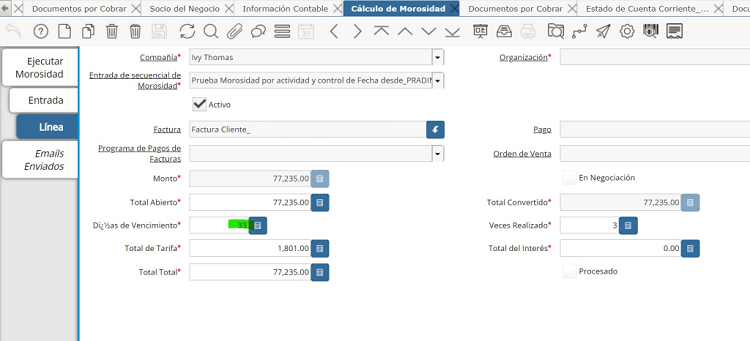 Documentos por Cobrar Socio del Negocio Información Contable Cálculo de Morosidad Documentos por Cobrar Estado de Cuenta Corriente_...
Ejecutar
Morosidad
Entrada
Línea
Emails
Enviados
Compañía* Ivy Thomas Organización*
Entrada de secuencial de
Morosidad* Prueba Morosidad por actividad y control de Fecha desde_PRADI
Activo
Factura Factura Cliente_ Pago
Programa de Pagos de
Facturas Orden de Venta
Monto* 77,235.00 En Negociación
Total Abierto* 77,235.00 Total Convertido* 77,235.00
Dï¿½as de Vencimiento* 33 Veces Realizado* 3
Total de Tarifa* 1,801.00 Total del Interés* 0.00
Total Total* 77,235.00 Procesado